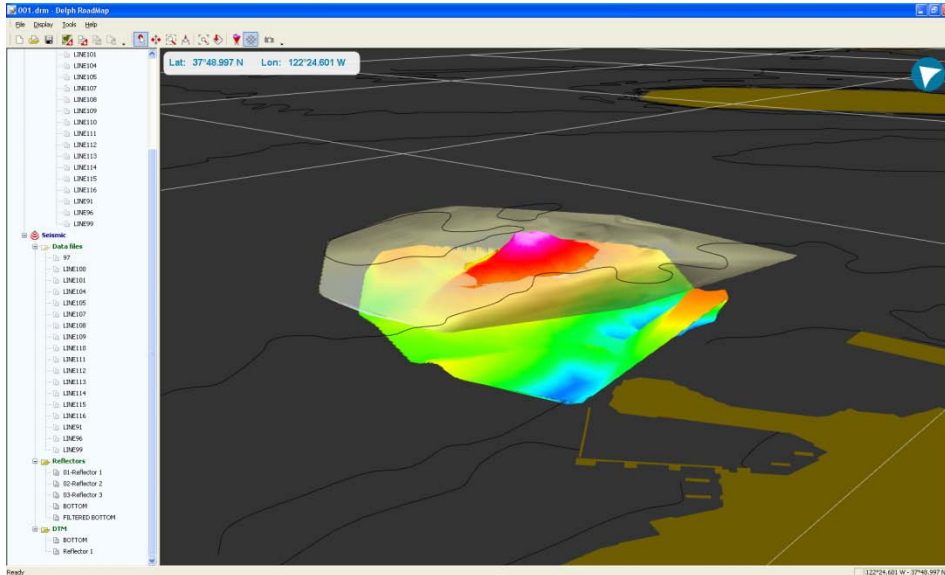 001.drm - Delph RoadMap
File Display Tools Help
LINE101
LINE104
LINE105
LINE107
LINE108
LINE109
LINE110
LINE111
LINE112
LINE113
LINE114
LINE115
LINE116
LINE91
LINE96
LINE99
Seismic
Data files
97
LINE100
LINE101
LINE104
LINE105
LINE107
LINE108
LINE109
LINE110
LINE111
LINE112
LINE113
LINE114
LINE115
LINE116
LINE91
LINE96
LINE99
Reflectors
01-Reflector 1
02-Reflector 2
03-Reflector 3
BOTTOM
FILTERED BOTTOM
DTM
BOTTOM
Reflector 1
Lat: 37°48.997 N Lon: 122°24.601 W
Ready
122°24.601 W - 37°48.997 N